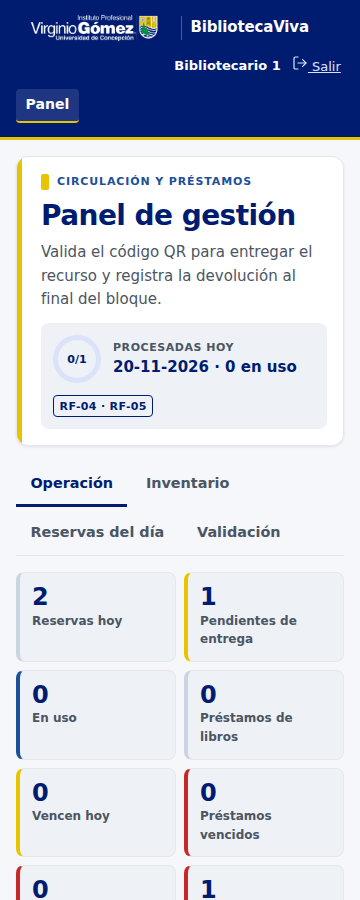 Instituto Profesional
Virginio Gómez
Universidad de Concepción
BibliotecaViva
Bibliotecario 1
Salir
Panel
CIRCULACIÓN Y PRÉSTAMOS
Panel de gestión
Valida el código QR para entregar el
recurso y registra la devolución al
final del bloque.
0/1
PROCESADAS HOY
20-11-2026 · 0 en uso
RF-04 · RF-05
Operación
Inventario
Reservas del día
Validación
2
Reservas hoy
1
Pendientes de
entrega
0
En uso
0
Préstamos de
libros
0
Vencen hoy
0
Préstamos
vencidos
0
1